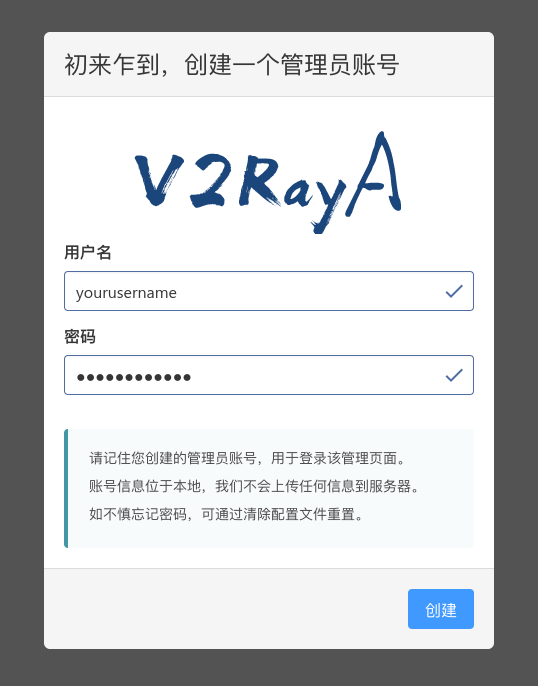 初来乍到，创建一个管理员账号
V2RayA
用户名
yourusername
密码
●●●●●●●●●●●●
请记住您创建的管理员账号，用于登录该管理页面。
账号信息位于本地，我们不会上传任何信息到服务器。
如不慎忘记密码，可通过清除配置文件重置。
创建